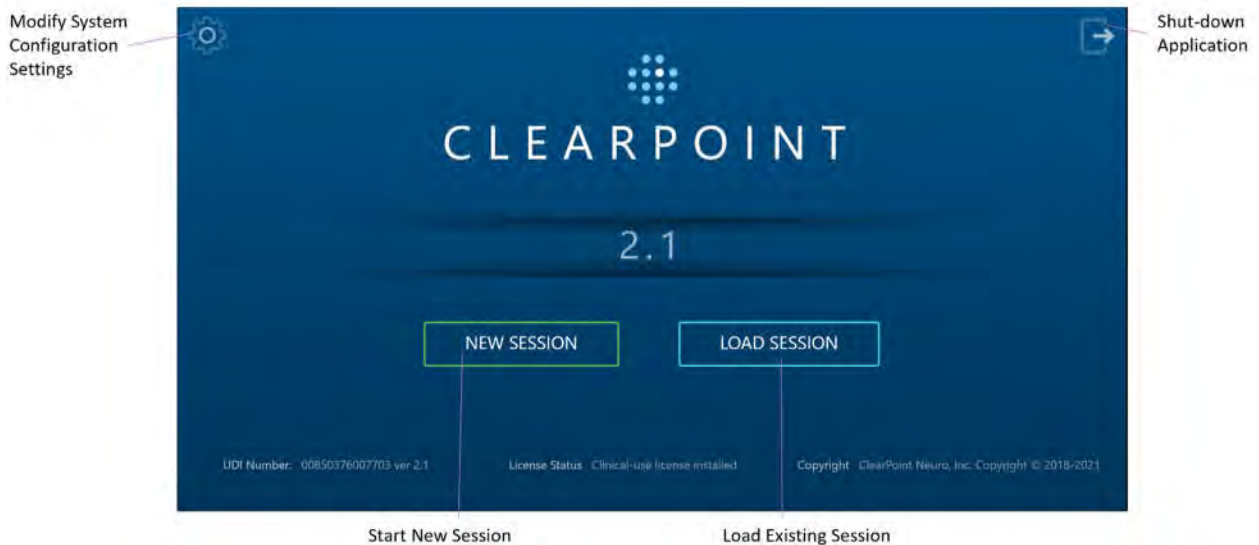 Modify System
Configuration
Settings
Shut-down
Application
CLEARPOINT
2.1
NEW SESSION
LOAD SESSION
UDI Number: 00850376007703 ver 2.1
License Status Clinical-use license installed
Copyright ClearPoint Neuro, Inc. Copyright © 2018-2021
Start New Session
Load Existing Session